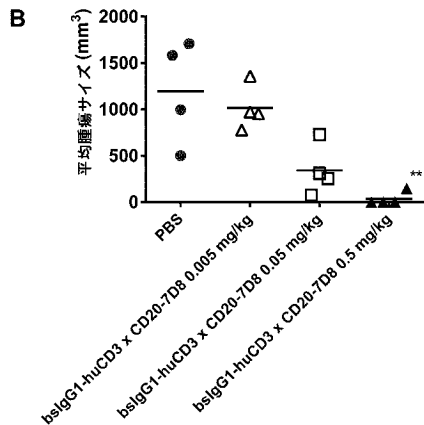 B
平均腫瘍サイズ (mm³)
2000
1500
1000
500
0
**
PBS
bsIgG1-huCD3 x CD20-7D8 0.005 mg/kg
bsIgG1-huCD3 x CD20-7D8 0.05 mg/kg
bsIgG1-huCD3 x CD20-7D8 0.5 mg/kg